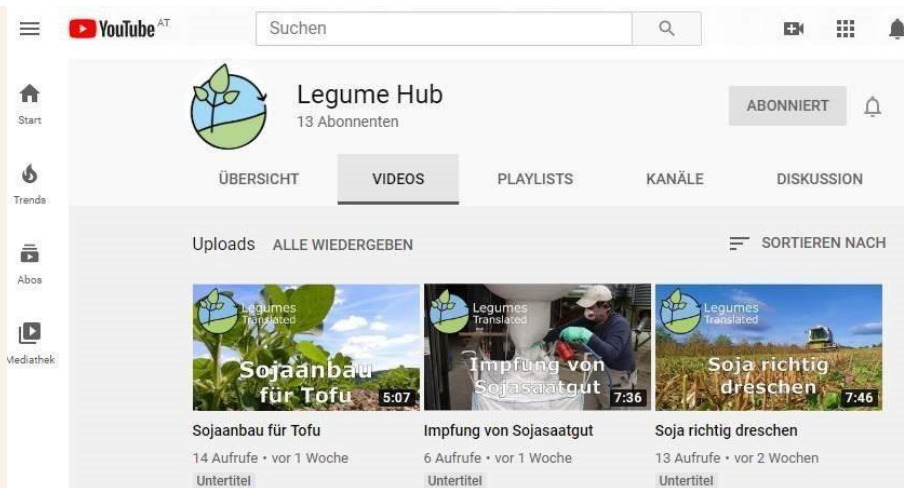 YouTube AT
Suchen
Start
Trends
Abos
Mediathek
Legume Hub
13 Abonnenten
ABONNIERT
ÜBERSICHT VIDEOS PLAYLISTS KANÄLE DISKUSSION
Uploads ALLE WIEDERGEBEN SORTIEREN NACH
Legumes
Translated
Sojaanbau
für Tofu
5:07
Sojaanbau für Tofu
14 Aufrufe • vor 1 Woche
Untertitel
Legumes
Translated
Impfung von
Sojasaatgut
7:36
Impfung von Sojasaatgut
6 Aufrufe • vor 1 Woche
Untertitel
Legumes
Translated
Soja richtig
dreschen
7:46
Soja richtig dreschen
13 Aufrufe • vor 2 Wochen
Untertitel